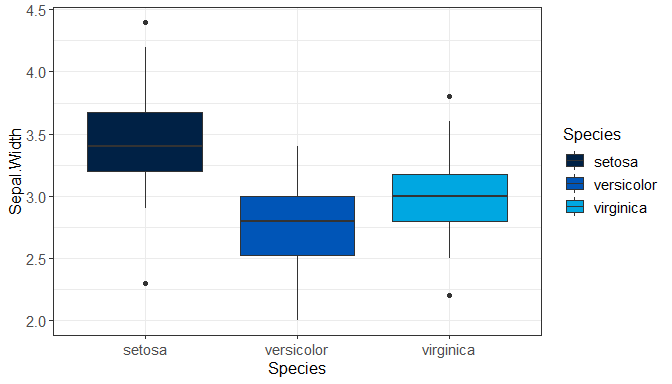 4.5
4.0
3.5
3.0
2.5
2.0
Sepal.Width
setosa
versicolor
virginica
Species
Species
setosa
versicolor
virginica